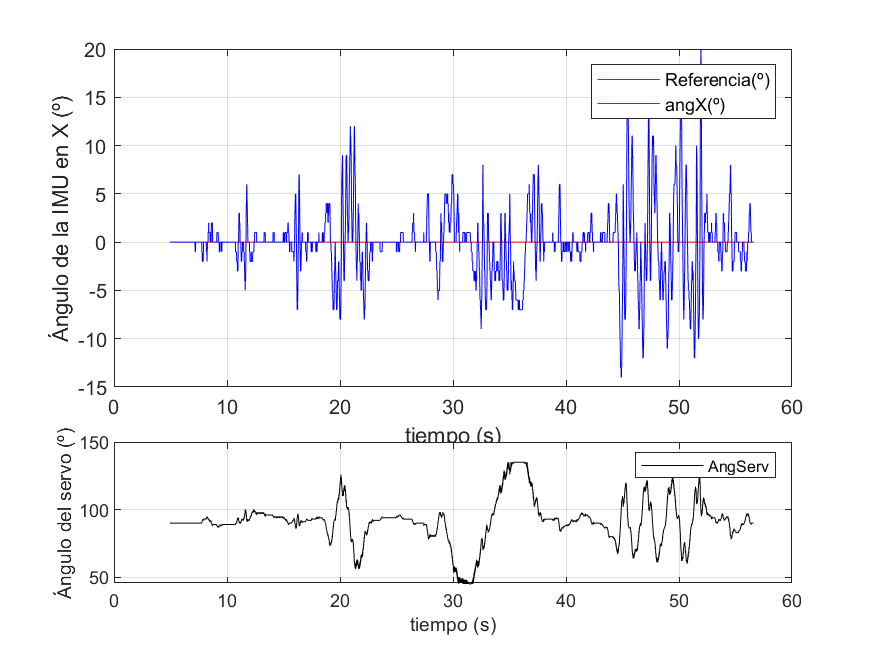 Ángulo de la IMU en X (º)
20
15
10
5
0
-5
-10
-15
Referencia(º)
angX(º)
0 10 20 30 40 50 60
tiempo (s)
Ángulo del servo (º)
150
100
50
AngServ
0 10 20 30 40 50 60
tiempo (s)